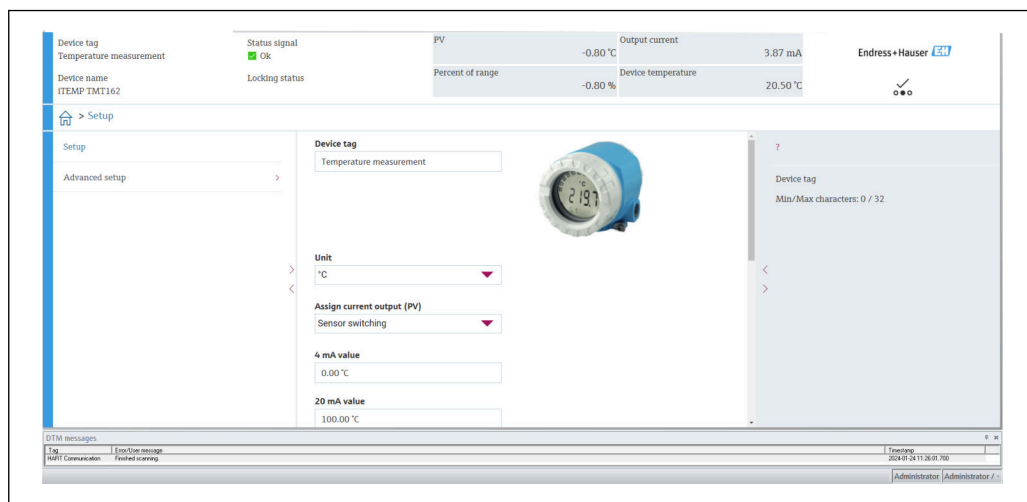 Device tag
Temperature measurement
Status signal
Ok
PV
-0.80 °C
Output current
3.87 mA
Endress+Hauser EH
Device name
iTEMP TMT162
Locking status
Percent of range
-0.80 %
Device temperature
20.50 °C
> Setup
Setup
Advanced setup >
Device tag
Temperature measurement
°C
219.7
Unit
°C
Assign current output (PV)
Sensor switching
4 mA value
0.00 °C
20 mA value
100.00 °C
?
Device tag
Min/Max characters: 0 / 32
DTM messages
Tag Error/User message Timestamp
HART Communication Finished scanning. 2024-01-24 11:26:01.700
Administrator Administrator / -